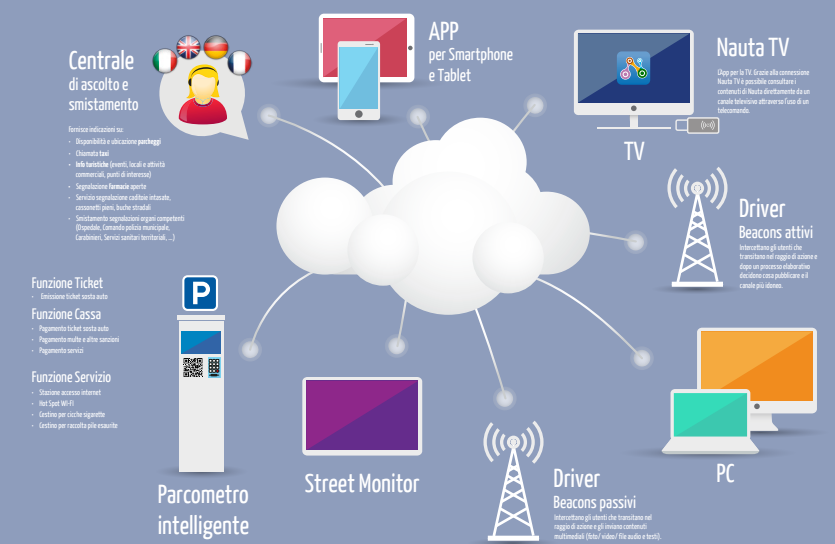 Centrale
di ascolto e
smistamento
Fornisce indicazioni su:
• Disponibilità e ubicazione parcheggi
• Chiamata taxi
• Info turistiche (eventi, locali e attività
commerciali, punti di interesse)
• Segnalazione farmacie aperte
• Servizio segnalazione caditoie intasate,
cassonetti pieni, buche stradali
• Smistamento segnalazioni organi competenti
(Ospedale, Comando polizia municipale,
Carabinieri, Servizi sanitari territoriali, ...)
APP
per Smartphone
e Tablet
Nauta TV
L'App per la TV. Grazie alla connessione
Nauta TV è possibile consultare i
contenuti di Nauta direttamente da un
canale televisivo attraverso l'uso di un
telecomando.
TV
Driver
Beacons attivi
Intercettano gli utenti che
transitano nel raggio di azione e
dopo un processo elaborativo
decidono cosa pubblicare e il
canale più idoneo.
Funzione Ticket
• Emissione ticket sosta auto
Funzione Cassa
• Pagamento ticket sosta auto
• Pagamento multe e altre sanzioni
• Pagamento servizi
Funzione Servizio
• Stazione accesso internet
• Hot Spot WI-FI
• Cestino per cicche sigarette
• Cestino per raccolta pile esaurite
P
Parcometro
intelligente
Street Monitor
Driver
Beacons passivi
Intercettano gli utenti che transitano nel
raggio di azione e gli inviano contenuti
multimediali (foto/ video/ file audio e testi).
PC